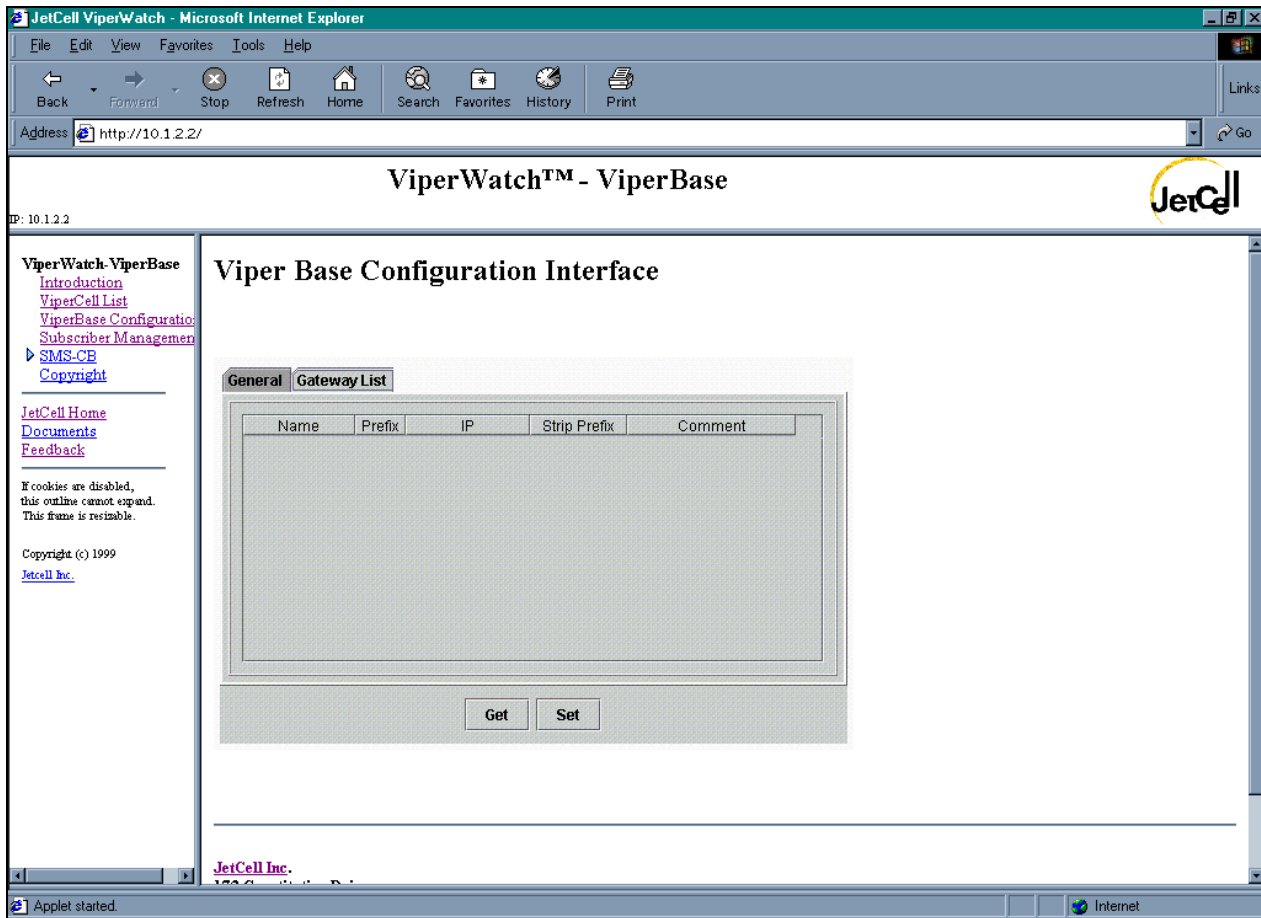 JetCell ViperWatch - Microsoft Internet Explorer
File Edit View Favorites Tools Help
Back Forward Stop Refresh Home Search Favorites History Print Links
Address http://10.1.2.2/ Go
ViperWatch™ - ViperBase
JetCell
IP: 10.1.2.2
ViperWatch-ViperBase
Introduction
ViperCell List
ViperBase Configuratio
Subscriber Managemen
SMS-CB
Copyright
JetCell Home
Documents
Feedback
If cookies are disabled,
this outline cannot expand.
This frame is resizable.
Copyright (c) 1999
Jetcell Inc.
Viper Base Configuration Interface
General Gateway List
Name Prefix IP Strip Prefix Comment
Get Set
JetCell Inc.
Applet started. Internet